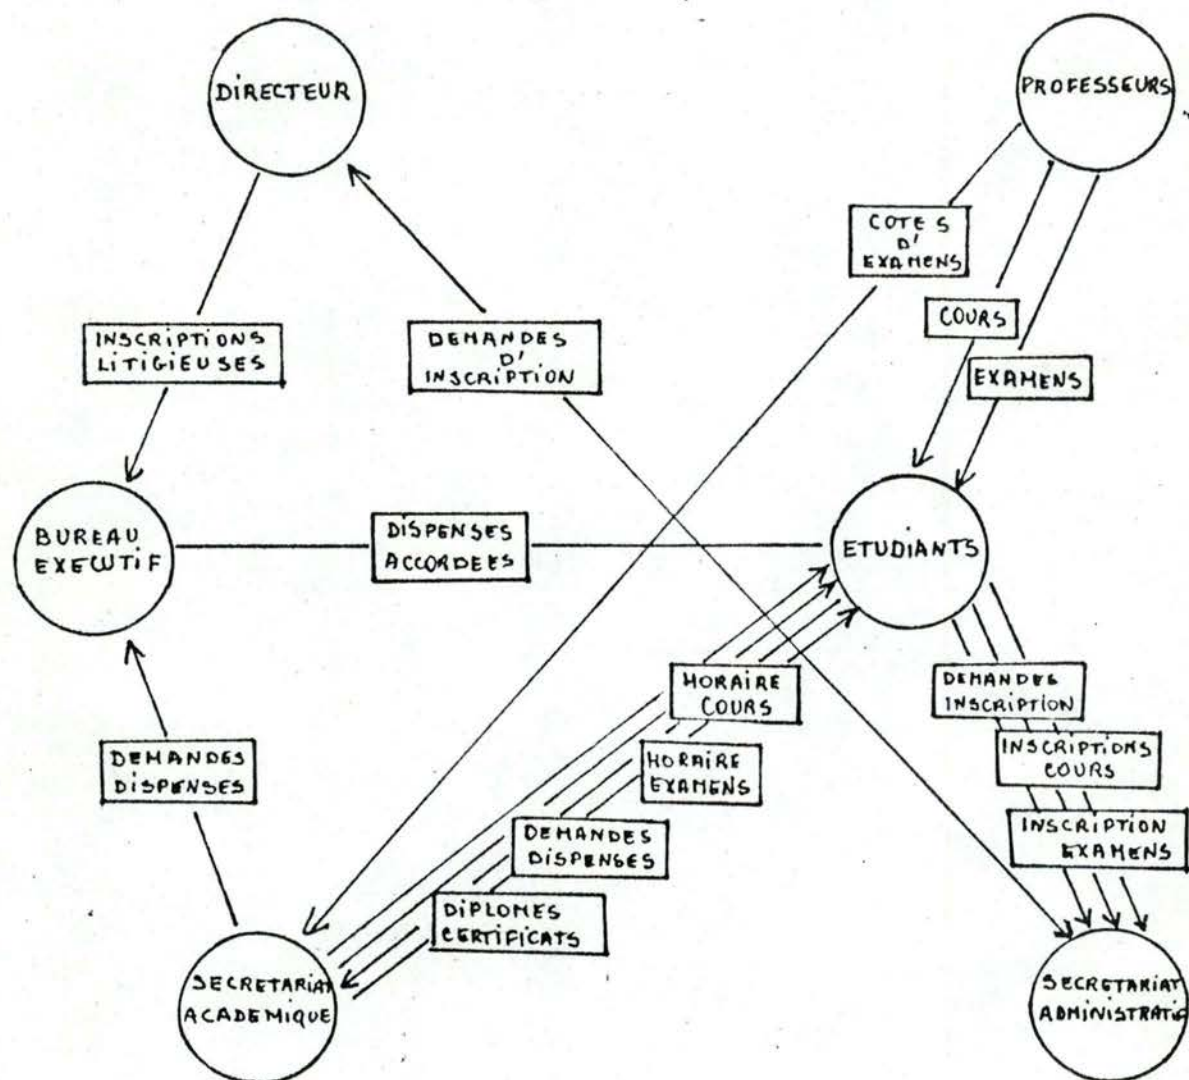 DIRECTEUR
PROFESSEURS
COTES
D'
EXAMENS
COURS
EXAMENS
INSCRIPTIONS
LITIGIEUSES
DEMANDES
D'
INSCRIPTION
BUREAU
EXECUTIF
DISPENSES
ACCORDEES
ETUDIANTS
HORAIRE
COURS
DEMANDES
INSCRIPTION
DEMANDES
DISPENSES
HORAIRE
EXAMENS
INSCRIPTIONS
COURS
DEMANDES
DISPENSES
INSCRIPTION
EXAMENS
DIPLOMES
CERTIFICATS
SECRETARIAT
ACADEMIQUE
SECRETARIAT
ADMINISTRATIF